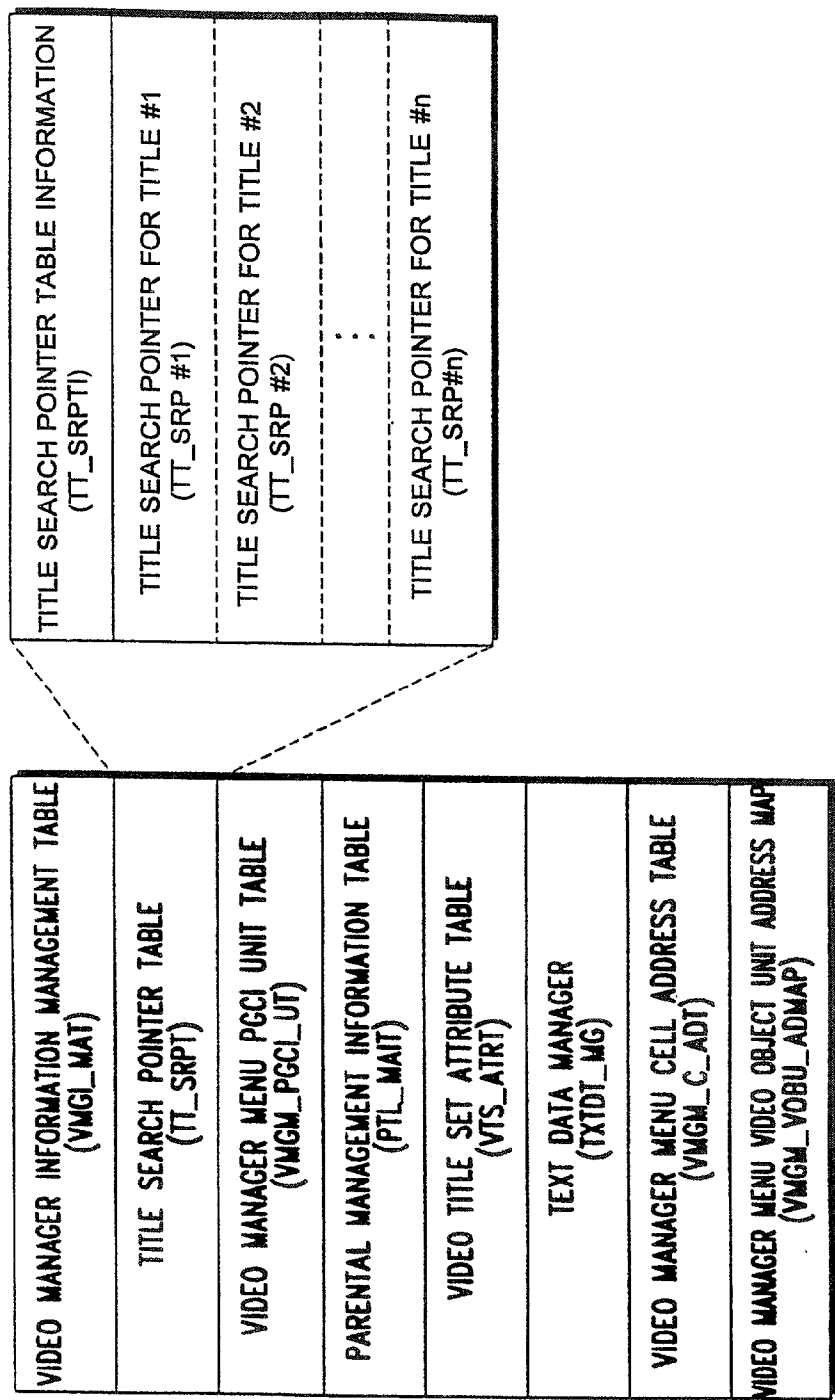 VIDEO MANAGER INFORMATION MANAGEMENT TABLE
(VMGI_MAT)
TITLE SEARCH POINTER TABLE
(TT_SRPT)
VIDEO MANAGER MENU PGCI UNIT TABLE
(VMGM_PGCI_UT)
PARENTAL MANAGEMENT INFORMATION TABLE
(PTL_MAIT)
VIDEO TITLE SET ATTRIBUTE TABLE
(VTS_ATRT)
TEXT DATA MANAGER
(TXTDT_MG)
VIDEO MANAGER MENU CELL ADDRESS TABLE
(VMGM_C_ADT)
VIDEO MANAGER MENU VIDEO OBJECT UNIT ADDRESS MAP
(VMGM_VOBU_ADMAP)
TITLE SEARCH POINTER TABLE INFORMATION
(TT_SRPTI)
TITLE SEARCH POINTER FOR TITLE #1
(TT_SRP #1)
TITLE SEARCH POINTER FOR TITLE #2
(TT_SRP #2)
TITLE SEARCH POINTER FOR TITLE #n
(TT_SRP#n)